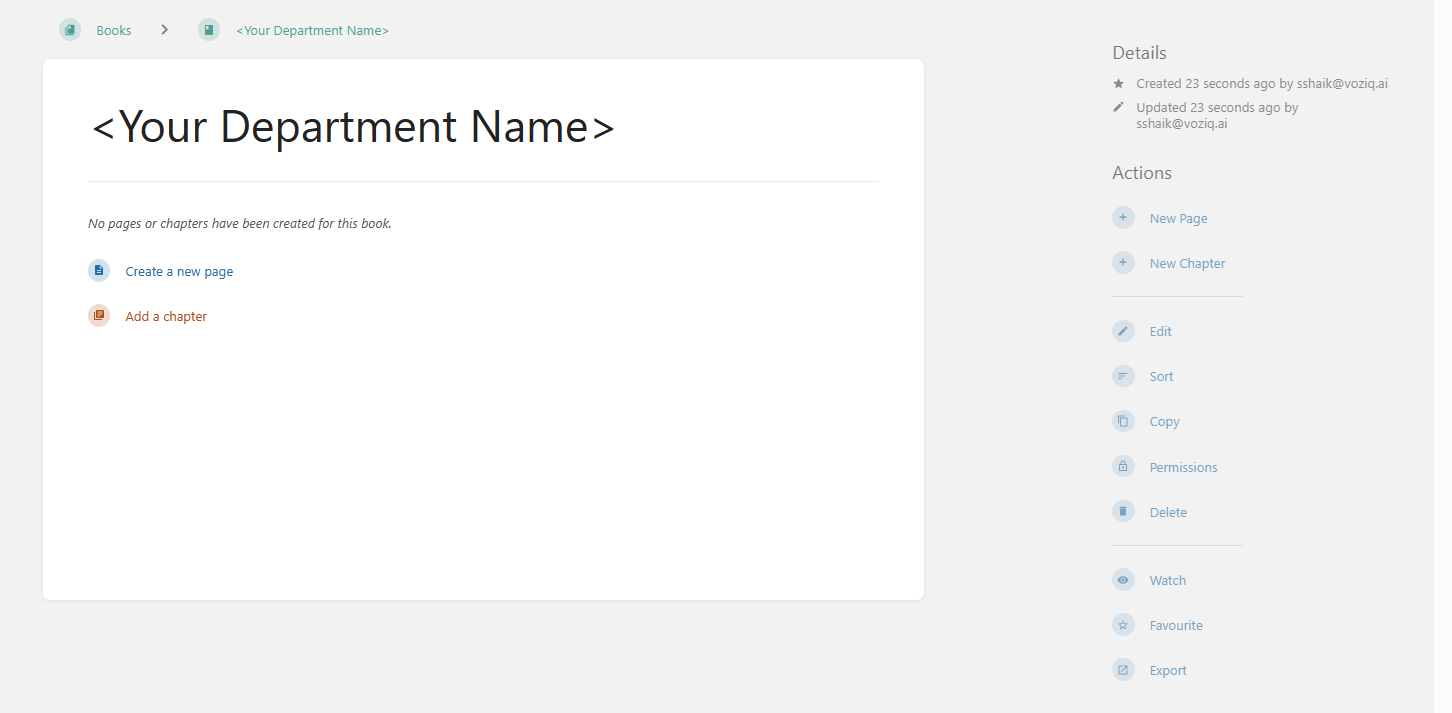 Books
<Your Department Name>
<Your Department Name>
No pages or chapters have been created for this book.
Create a new page
Add a chapter
Details
Created 23 seconds ago by sshaik@voziq.ai
Updated 23 seconds ago by
sshaik@voziq.ai
Actions
New Page
New Chapter
Edit
Sort
Copy
Permissions
Delete
Watch
Favourite
Export